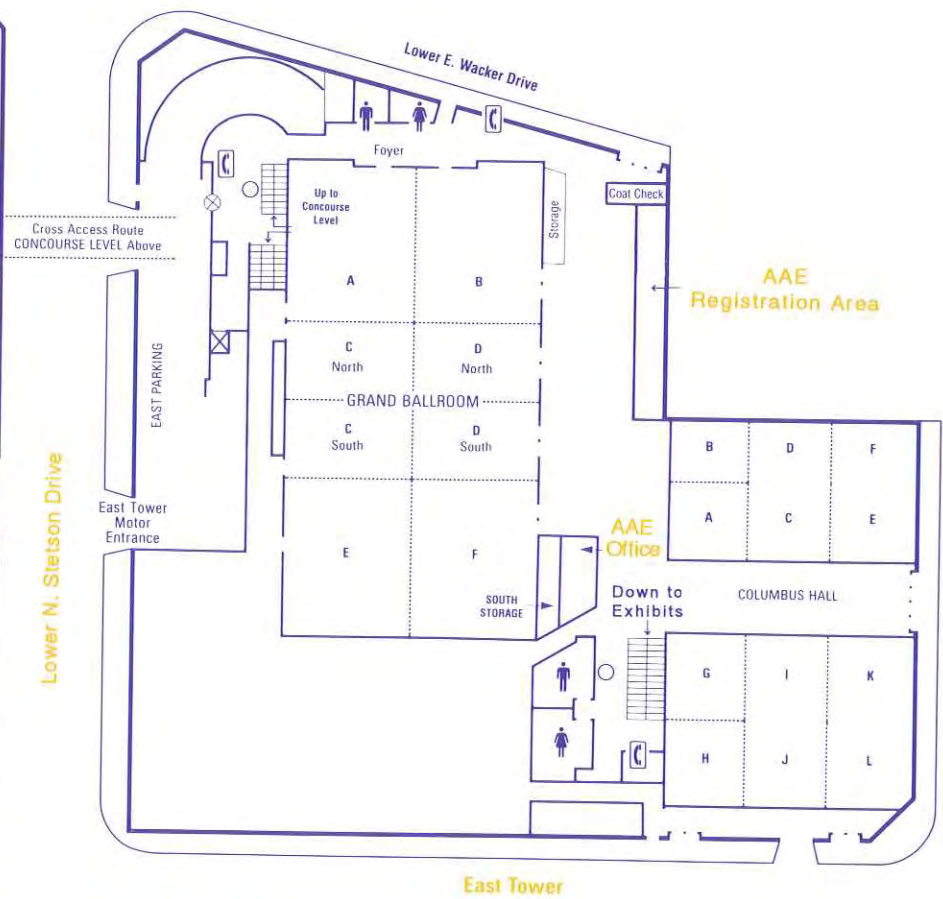 Lower E. Wacker Drive
Foyer
Up to
Concourse
Level
Storage
Coat Check
Cross Access Route
CONCOURSE LEVEL Above
AAE
Registration Area
A
B
C
North
D
North
GRAND BALLROOM
C
South
D
South
EAST PARKING
B
D
F
A
C
E
Lower N. Stetson Drive
East Tower
Motor
Entrance
E
F
AAE
Office
SOUTH
STORAGE
Down to
Exhibits
COLUMBUS HALL
G
I
K
H
J
L
East Tower